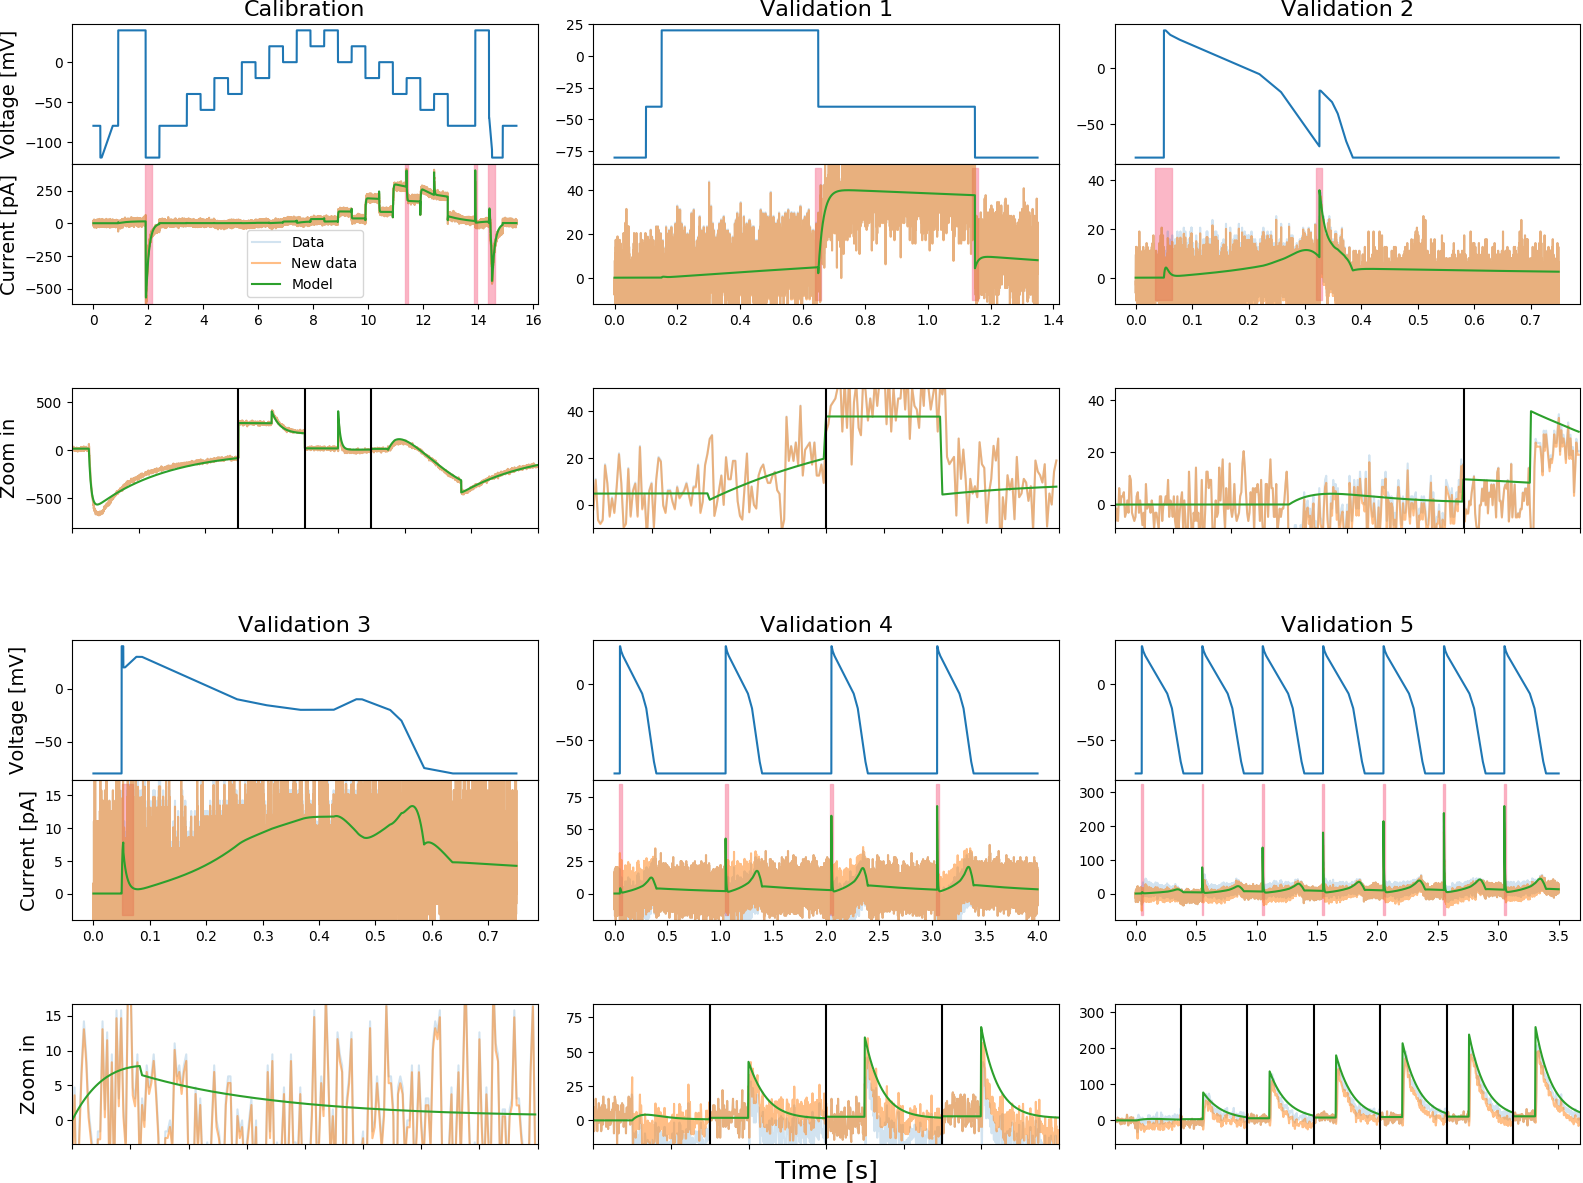 Calibration
Validation 1
Validation 2
Voltage [mV]
0
−50
−100
25
0
−25
−50
−75
0
−50
Current [pA]
250
0
−250
−500
Data
New data
Model
40
20
0
40
20
0
0 2 4 6 8 10 12 14 16
0.0 0.2 0.4 0.6 0.8 1.0 1.2 1.4
0.0 0.1 0.2 0.3 0.4 0.5 0.6 0.7
Zoom in
500
0
−500
40
20
0
40
20
0
Validation 3
Validation 4
Validation 5
Voltage [mV]
0
−50
0
−50
0
−50
Current [pA]
15
10
5
0
75
50
25
0
300
200
100
0
0.0 0.1 0.2 0.3 0.4 0.5 0.6 0.7
0.0 0.5 1.0 1.5 2.0 2.5 3.0 3.5 4.0
0.0 0.5 1.0 1.5 2.0 2.5 3.0 3.5
Zoom in
15
10
5
0
75
50
25
0
300
200
100
0
Time [s]